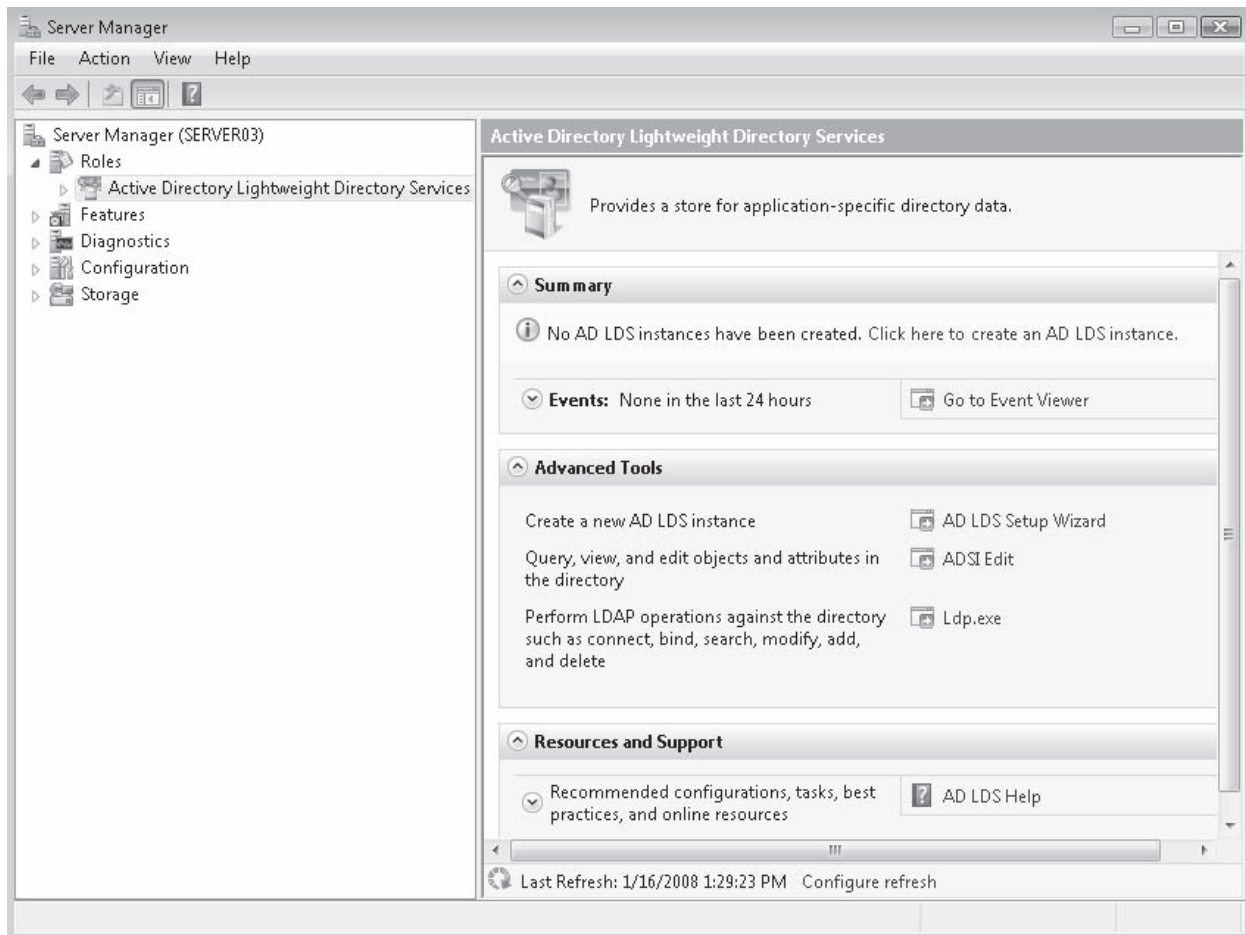 Server Manager
File Action View Help
Server Manager (SERVER03)
Roles
Active Directory Lightweight Directory Services
Features
Diagnostics
Configuration
Storage
Active Directory Lightweight Directory Services
Provides a store for application-specific directory data.
Summary
No AD LDS instances have been created. Click here to create an AD LDS instance.
Events: None in the last 24 hours
Go to Event Viewer
Advanced Tools
Create a new AD LDS instance
AD LDS Setup Wizard
Query, view, and edit objects and attributes in
the directory
ADSI Edit
Perform LDAP operations against the directory
such as connect, bind, search, modify, add,
and delete
Ldp.exe
Resources and Support
Recommended configurations, tasks, best
practices, and online resources
AD LDS Help
Last Refresh: 1/16/2008 1:29:23 PM Configure refresh